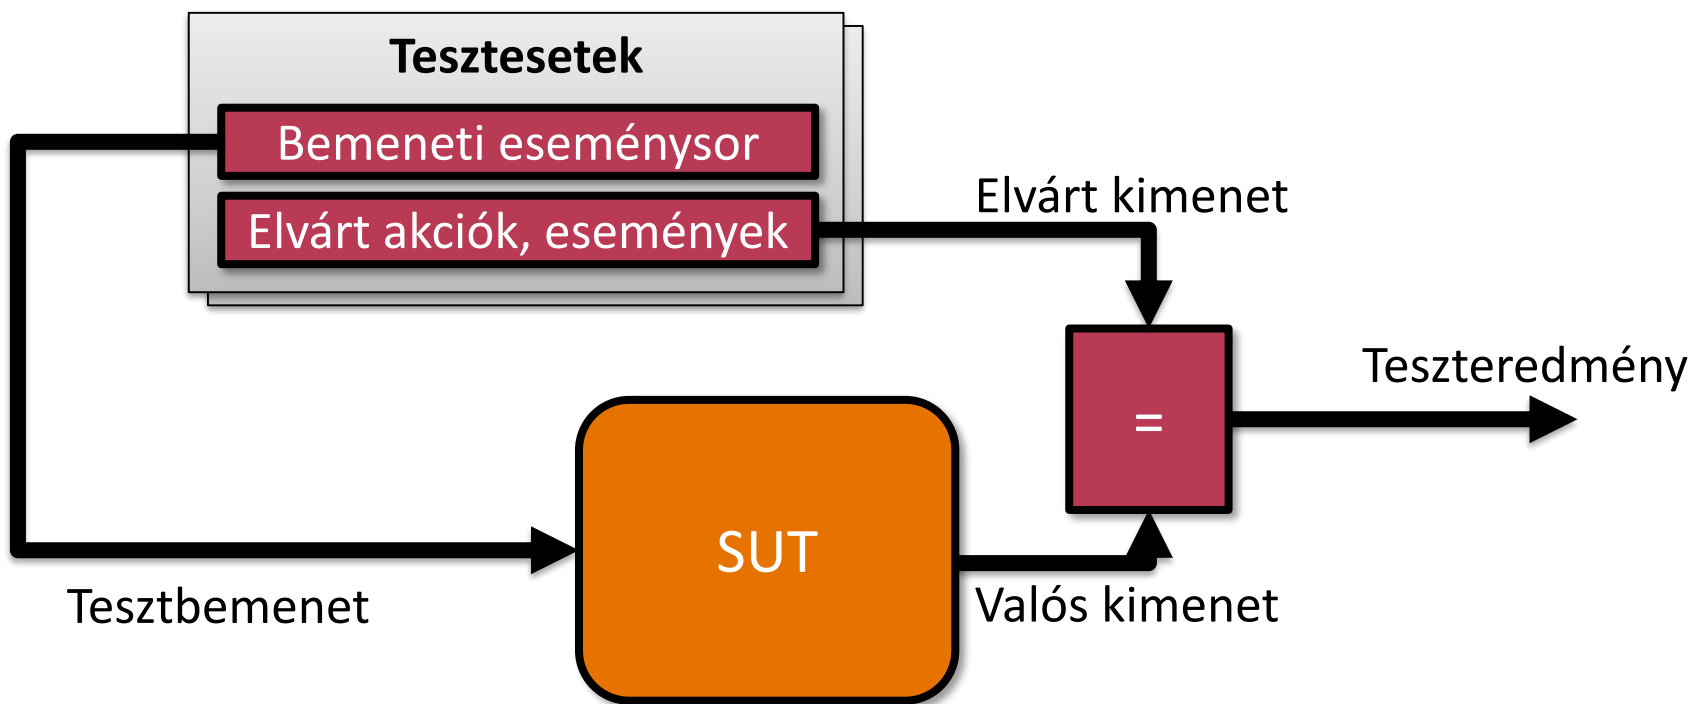 Tesztesetek
Bemeneti eseménysor
Elvárt akciók, események
Elvárt kimenet
Teszteredmény
=
SUT
Tesztbemenet
Valós kimenet